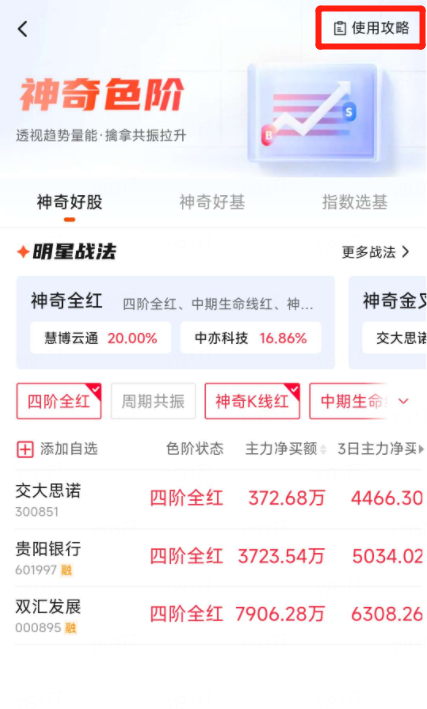 使用攻略
神奇色阶
透视趋势量能·擒拿共振拉升
B
S
神奇好股 神奇好基 指数选基
明星战法 更多战法
神奇全红 四阶全红、中期生命线红、神... 神奇金叉
慧博云通 20.00% 中亦科技 16.86% 交大思诺
四阶全红 周期共振 神奇K线红 中期生命
添加自选 色阶状态 主力净买额 3日主力净买
交大思诺 四阶全红 372.68万 4466.30
300851
贵阳银行 四阶全红 3723.54万 5034.02
601997 融
双汇发展 四阶全红 7906.28万 6308.26
000895 融